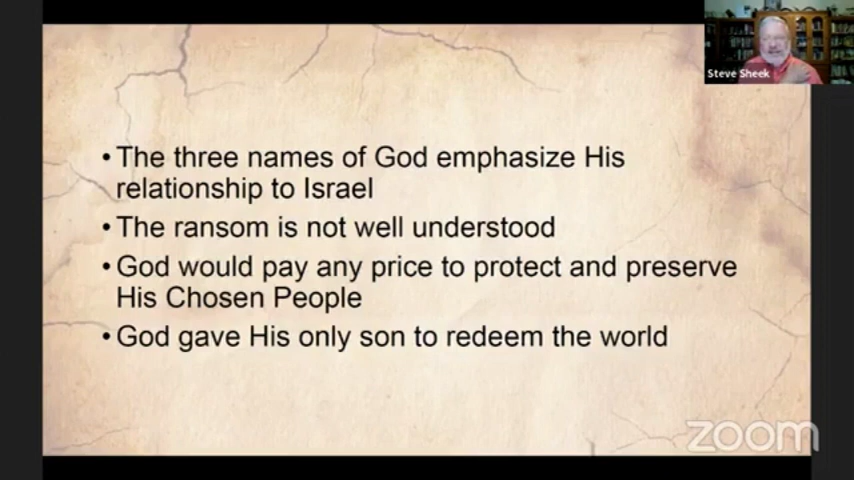 Steve Sheek
• The three names of God emphasize His
relationship to Israel
• The ransom is not well understood
• God would pay any price to protect and preserve
His Chosen People
• God gave His only son to redeem the world
zoom